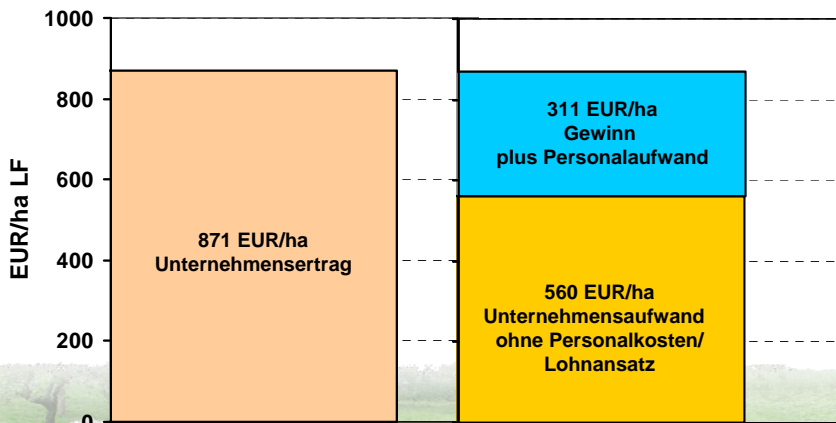 1000
800
600
400
200
0
EUR/ha LF
871 EUR/ha
Unternehmensertrag
311 EUR/ha
Gewinn
plus Personalaufwand
560 EUR/ha
Unternehmensaufwand
ohne Personalkosten/
Lohnansatz